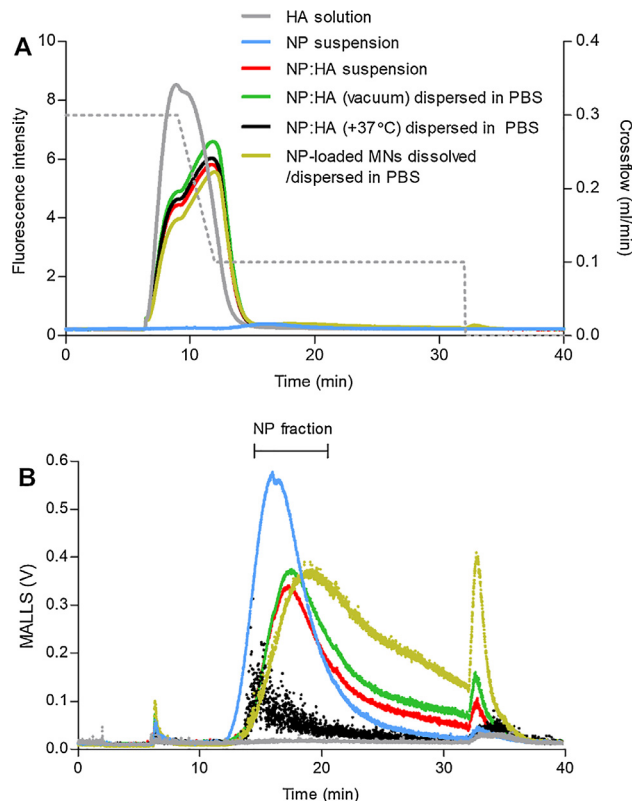 HA solution
NP suspension
NP:HA suspension
NP:HA (vacuum) dispersed in PBS
NP:HA (+37°C) dispersed in PBS
NP-loaded MNs dissolved
/dispersed in PBS
A
10
8
6
4
2
0
Fluorescence intensity
0.4
0.3
0.2
0.1
0.0
Crossflow (ml/min)
0
10
20
30
40
Time (min)
NP fraction
B
0.6
0.5
0.4
0.3
0.2
0.1
0.0
MALLS (V)
0
10
20
30
40
Time (min)